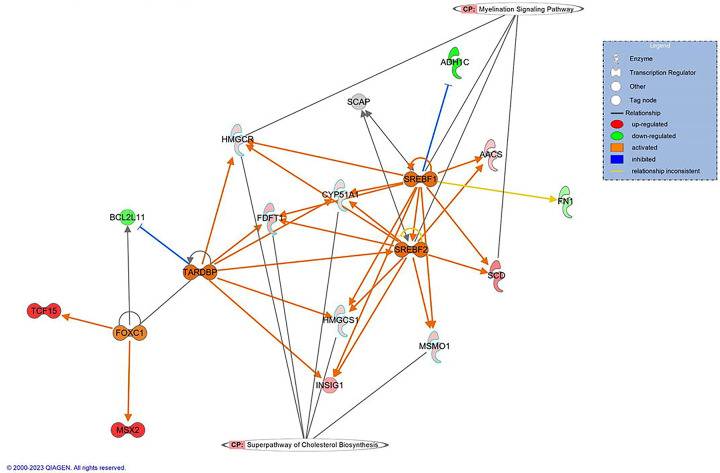 CP: Myelination Signaling Pathway
Legend
Enzyme
Transcription Regulator
Other
Tag node
Relationship
up-regulated
down-regulated
activated
inhibited
relationship inconsistent
ADH1C
SCAP
HMGCR
AACS
SREBF1
CYP51A1
FN1
BCL2L11
FDFT1
SREBF2
TARDBP
SCD
TCF15
HMGCS1
FOXC1
MSMO1
INSIG1
MSX2
CP: Superpathway of Cholesterol Biosynthesis
© 2000-2023 QIAGEN. All rights reserved.